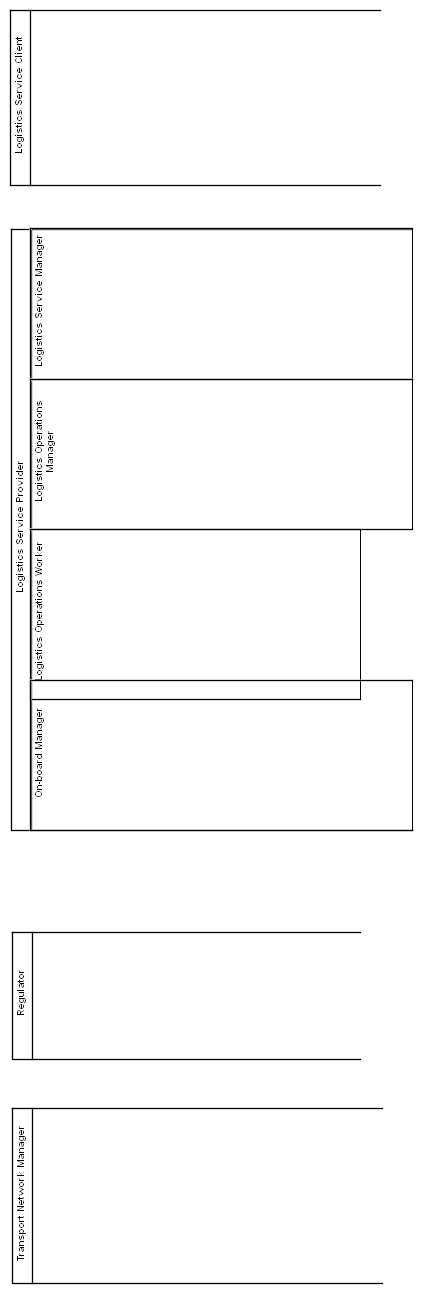 Logistics Service Client
Logistics Service Provider
Logistics Service Manager
Logistics Operations
Manager
Logistics Operations Worker
On-board Manager
Regulator
Transport Network Manager